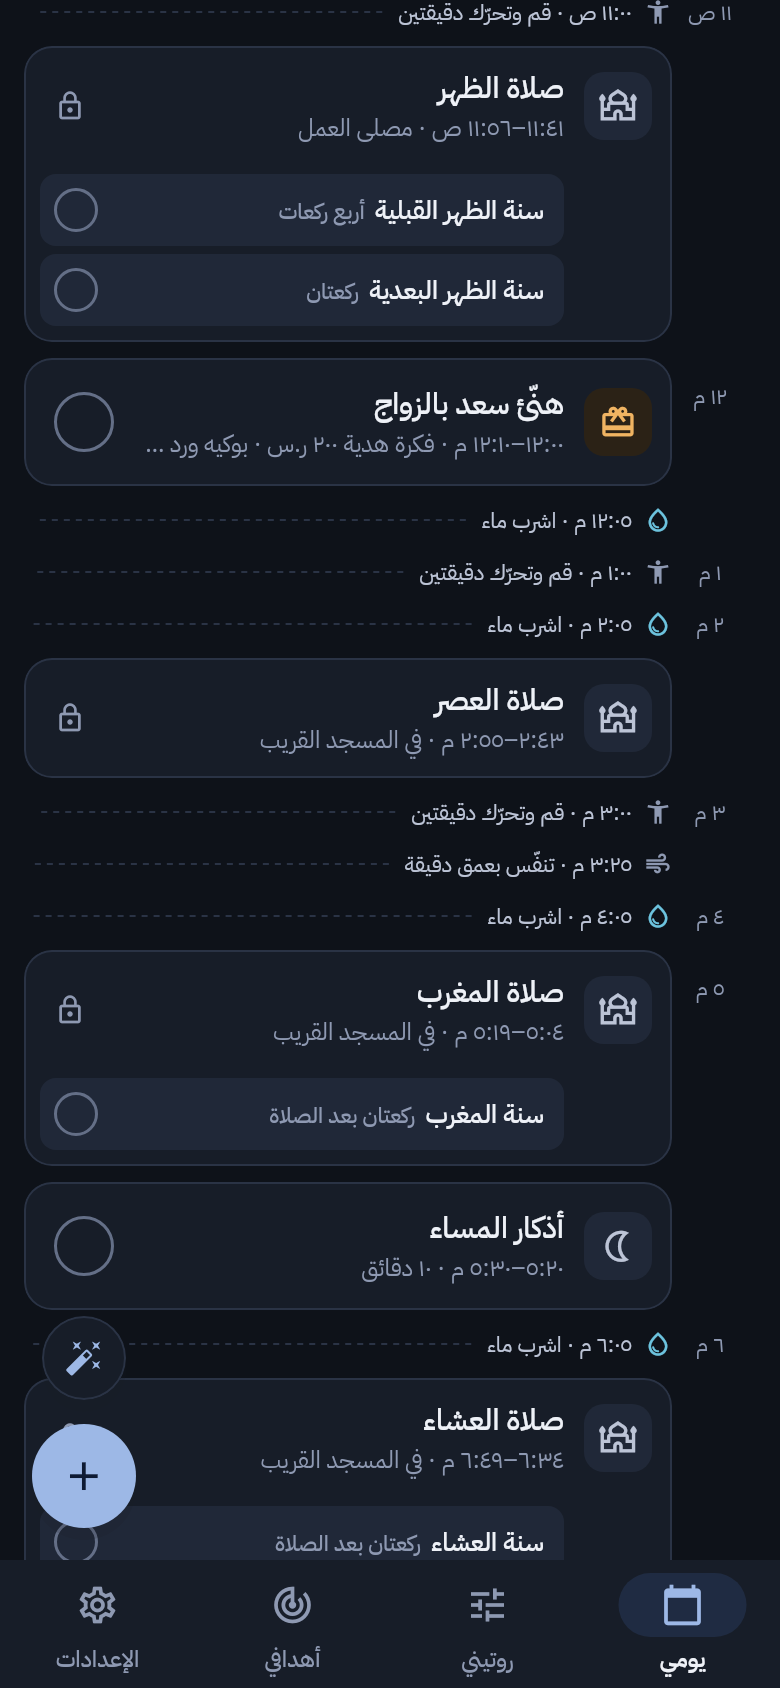 ١١ ص
١١:٠٠ ص · قم وتحرّك دقيقتين
صلاة الظهر
١١:٤١–١١:٥٦ ص · مصلى العمل
سنة الظهر القبلية أربع ركعات
سنة الظهر البعدية ركعتان
١٢ م
هنّئ سعد بالزواج
١٢:٠٠–١٢:١٠ م · فكرة هدية ٢٠٠ ر.س · بوكيه ورد ...
١٢:٠٥ م · اشرب ماء
١ م
١:٠٠ م · قم وتحرّك دقيقتين
٢ م
٢:٠٥ م · اشرب ماء
صلاة العصر
٢:٤٣–٢:٥٥ م · في المسجد القريب
٣ م
٣:٠٠ م · قم وتحرّك دقيقتين
٣:٢٥ م · تنفّس بعمق دقيقة
٤ م
٤:٠٥ م · اشرب ماء
٥ م
صلاة المغرب
٥:٠٤–٥:١٩ م · في المسجد القريب
سنة المغرب ركعتان بعد الصلاة
أذكار المساء
٥:٢٠–٥:٣٠ م · ١٠ دقائق
٦ م
٦:٠٥ م · اشرب ماء
صلاة العشاء
٦:٣٤–٦:٤٩ م · في المسجد القريب
سنة العشاء ركعتان بعد الصلاة
يومي
روتيني
أهدافي
الإعدادات